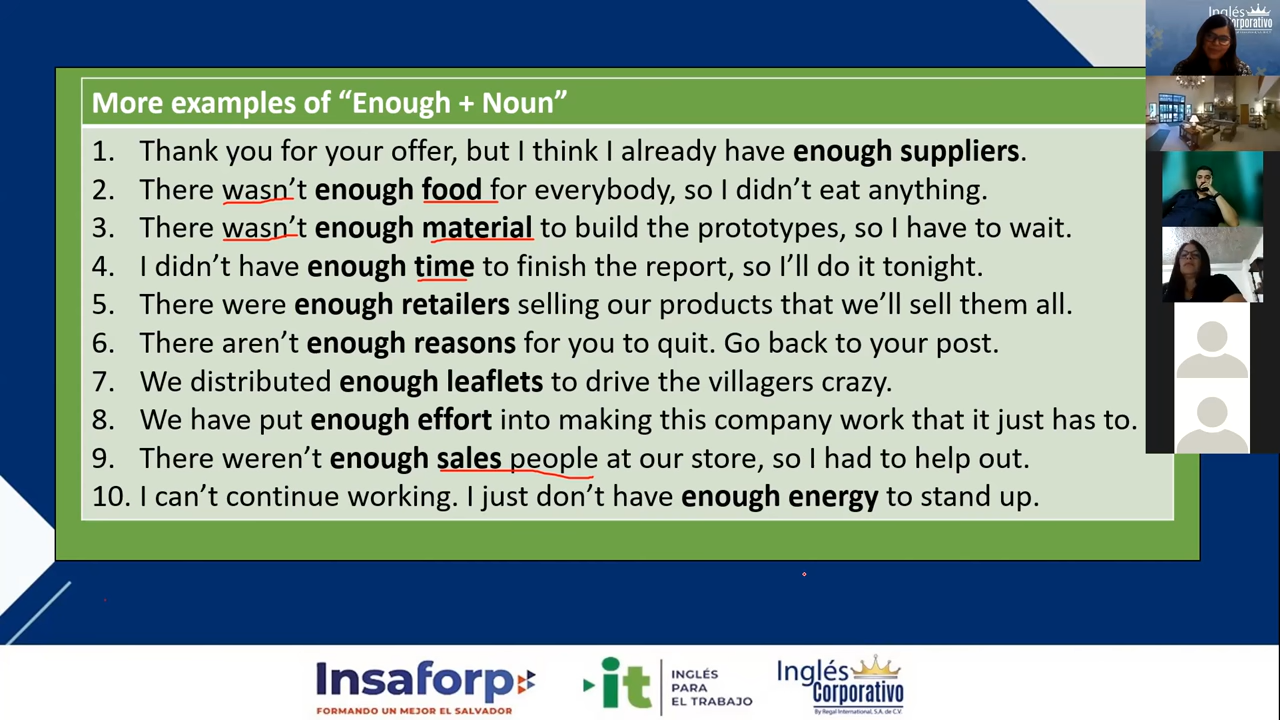 Inglés
Corporativo
More examples of “Enough + Noun”
1. Thank you for your offer, but I think I already have enough suppliers.
2. There wasn’t enough food for everybody, so I didn’t eat anything.
3. There wasn’t enough material to build the prototypes, so I have to wait.
4. I didn’t have enough time to finish the report, so I’ll do it tonight.
5. There were enough retailers selling our products that we’ll sell them all.
6. There aren’t enough reasons for you to quit. Go back to your post.
7. We distributed enough leaflets to drive the villagers crazy.
8. We have put enough effort into making this company work that it just has to.
9. There weren’t enough sales people at our store, so I had to help out.
10. I can’t continue working. I just don’t have enough energy to stand up.
Insaforp
FORMANDO UN MEJOR EL SALVADOR
it
INGLÉS
PARA
EL TRABAJO
Inglés
Corporativo
By Regal International, S.A. de C.V.